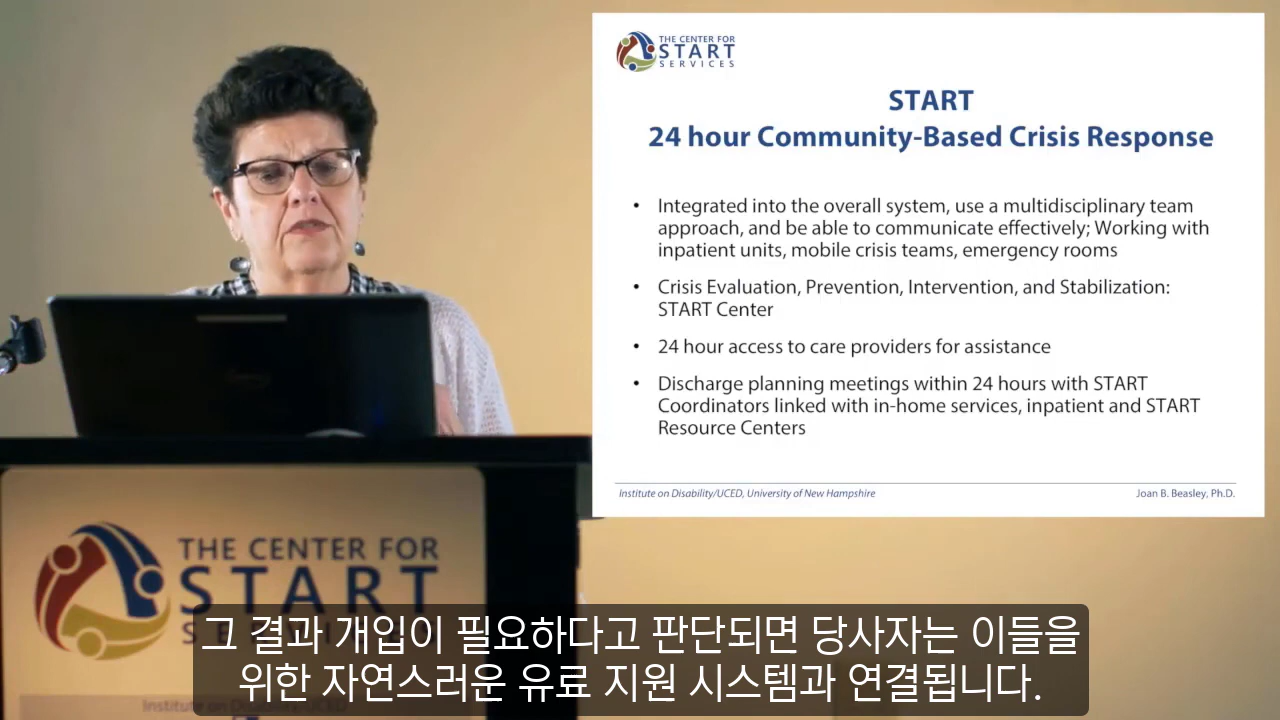 THE CENTER FOR
START
SERVICES
START
24 hour Community-Based Crisis Response
• Integrated into the overall system, use a multidisciplinary team
approach, and be able to communicate effectively; Working with
inpatient units, mobile crisis teams, emergency rooms
• Crisis Evaluation, Prevention, Intervention, and Stabilization:
START Center
• 24 hour access to care providers for assistance
• Discharge planning meetings within 24 hours with START
Coordinators linked with in-home services, inpatient and START
Resource Centers
Institute on Disability/UCED, University of New Hampshire
Joan B. Beasley, Ph.D.
THE CENTER FOR
START
SERVICES
Institute on Disability/UCED
그 결과 개입이 필요하다고 판단되면 당사자는 이들을
위한 자연스러운 유료 지원 시스템과 연결됩니다.